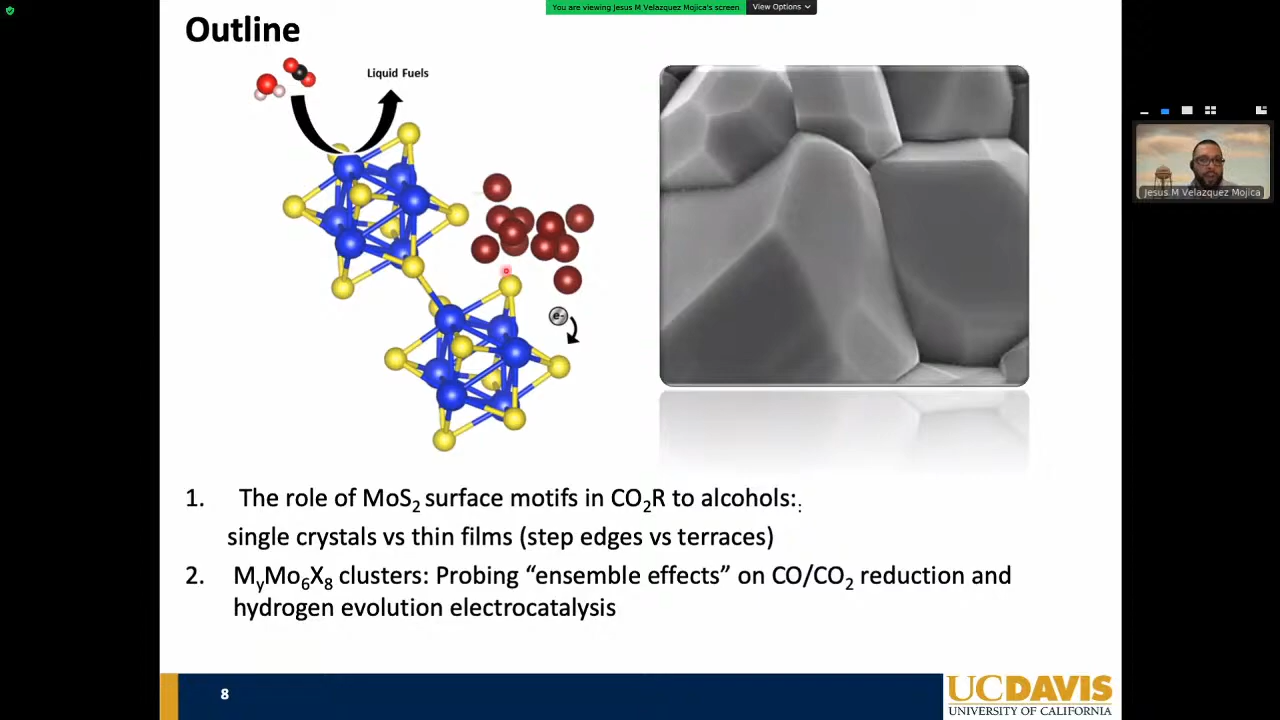 You are viewing Jesus M Velazquez Mojica's screen
View Options
Outline
Liquid Fuels
e-
Jesus M Velazquez Mojica
1. The role of MoS₂ surface motifs in CO₂R to alcohols::
single crystals vs thin films (step edges vs terraces)
2. MᵧMo₆X₈ clusters: Probing “ensemble effects” on CO/CO₂ reduction and
hydrogen evolution electrocatalysis
8
UCDAVIS
UNIVERSITY OF CALIFORNIA